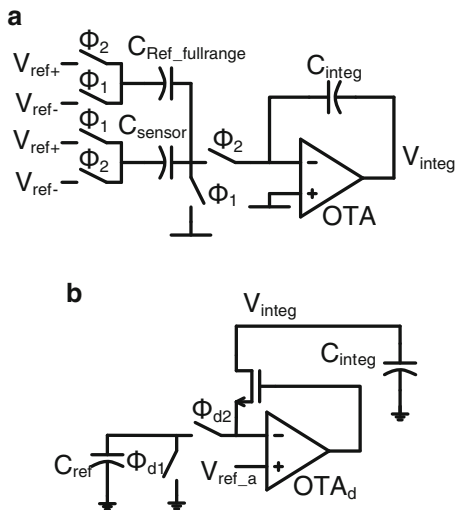 a
Φ2
Vref+
CRef_fullrange
Φ1
Vref-
Φ1
Vref+
Csensor
Φ2
Vref-
Φ2
Φ1
Cinteg
-
+
OTA
Vinteg
b
Vinteg
Cinteg
Φd2
Cref
Φd1
-
+
Vref_a
OTAd